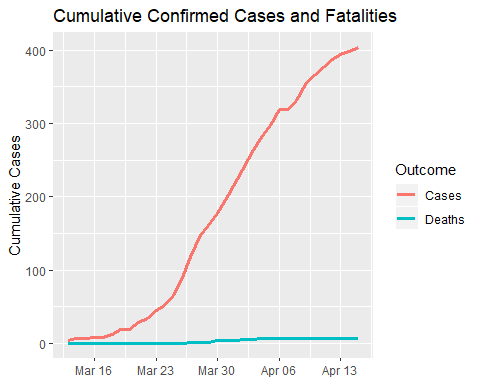 Cumulative Confirmed Cases and Fatalities
Cumulative Cases
400
300
200
100
0
Mar 16 Mar 23 Mar 30 Apr 06 Apr 13
Outcome
Cases
Deaths